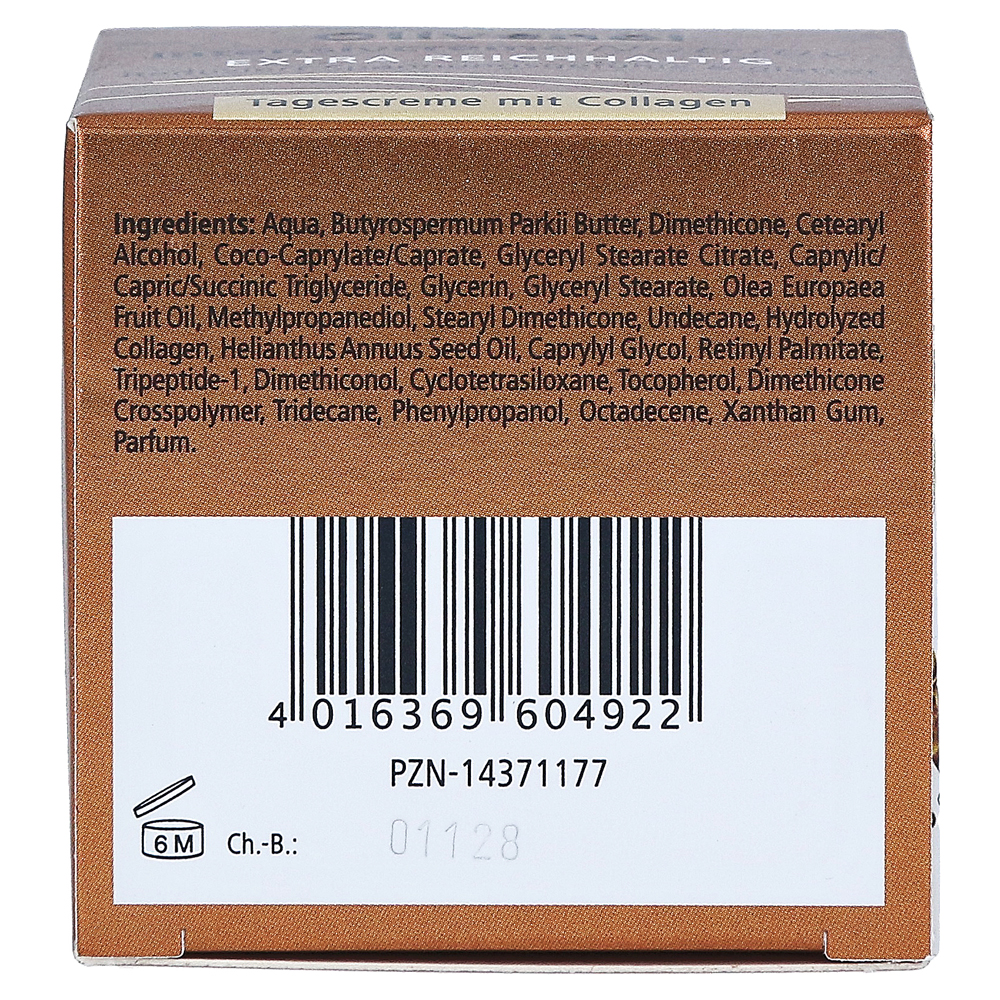 EXTRA REICHHALTIG
Tagescreme mit Collagen
Ingredients: Aqua, Butyrospermum Parkii Butter, Dimethicone, Cetearyl
Alcohol, Coco-Caprylate/Caprate, Glyceryl Stearate Citrate, Caprylic/
Capric/Succinic Triglyceride, Glycerin, Glyceryl Stearate, Olea Europaea
Fruit Oil, Methylpropanediol, Stearyl Dimethicone, Undecane, Hydrolyzed
Collagen, Helianthus Annuus Seed Oil, Caprylyl Glycol, Retinyl Palmitate,
Tripeptide-1, Dimethiconol, Cyclotetrasiloxane, Tocopherol, Dimethicone
Crosspolymer, Tridecane, Phenylpropanol, Octadecene, Xanthan Gum,
Parfum.
4 016369 604922
PZN-14371177
6 M Ch.-B.: 01128